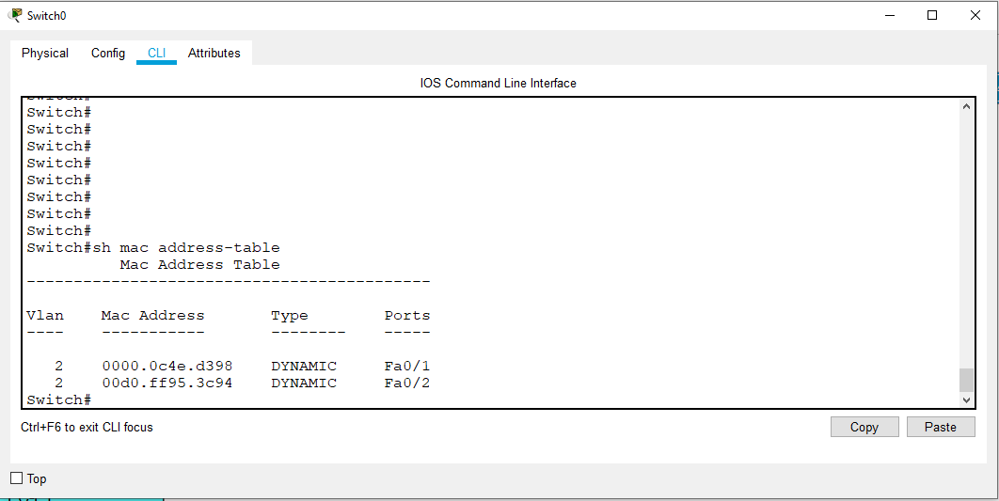 Switch0
Physical Config CLI Attributes
IOS Command Line Interface
Switch#
Switch#
Switch#
Switch#
Switch#
Switch#
Switch#
Switch#
Switch#
Switch#sh mac address-table
Mac Address Table
-------------------------------------------
Vlan Mac Address Type Ports
---- ----------- -------- -----
2 0000.0c4e.d398 DYNAMIC Fa0/1
2 00d0.ff95.3c94 DYNAMIC Fa0/2
Switch#
Ctrl+F6 to exit CLI focus
Copy Paste
Top